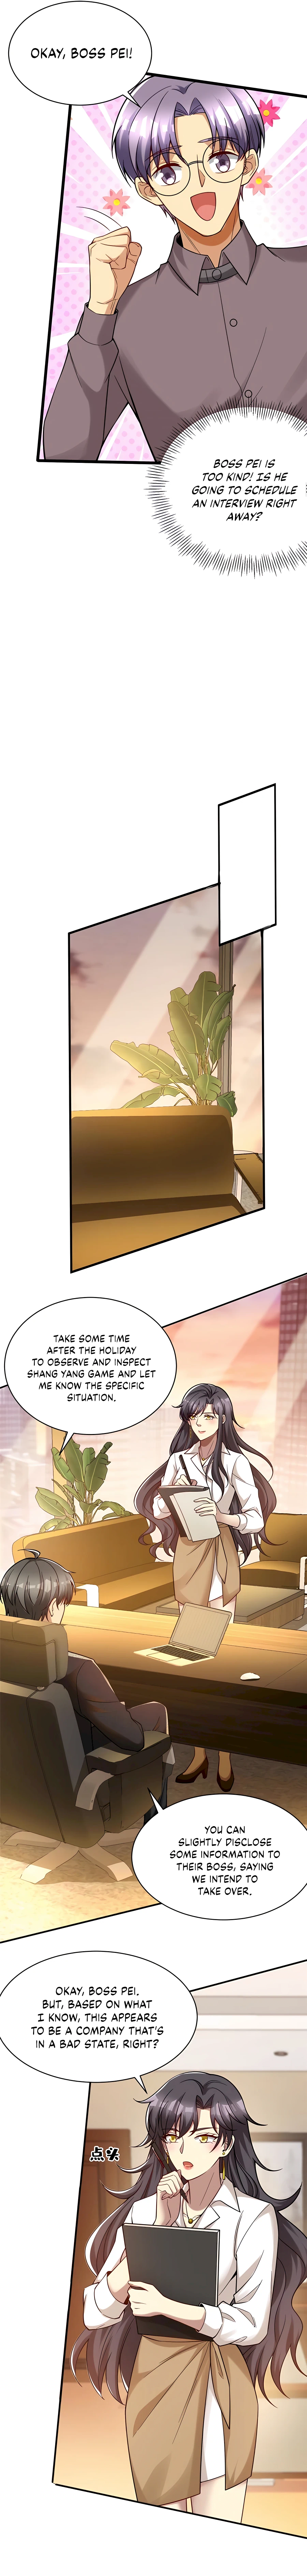 OKAY, BOSS PEI!
BOSS PEI IS
TOO KIND! IS HE
GOING TO SCHEDULE
AN INTERVIEW RIGHT
AWAY?
TAKE SOME TIME
AFTER THE HOLIDAY
TO OBSERVE AND INSPECT
SHANG YANG GAME AND LET
ME KNOW THE SPECIFIC
SITUATION.
YOU CAN
SLIGHTLY DISCLOSE
SOME INFORMATION TO
THEIR BOSS, SAYING
WE INTEND TO
TAKE OVER.
OKAY, BOSS PEI.
BUT, BASED ON WHAT
I KNOW, THIS APPEARS
TO BE A COMPANY THAT'S
IN A BAD STATE, RIGHT?
点头